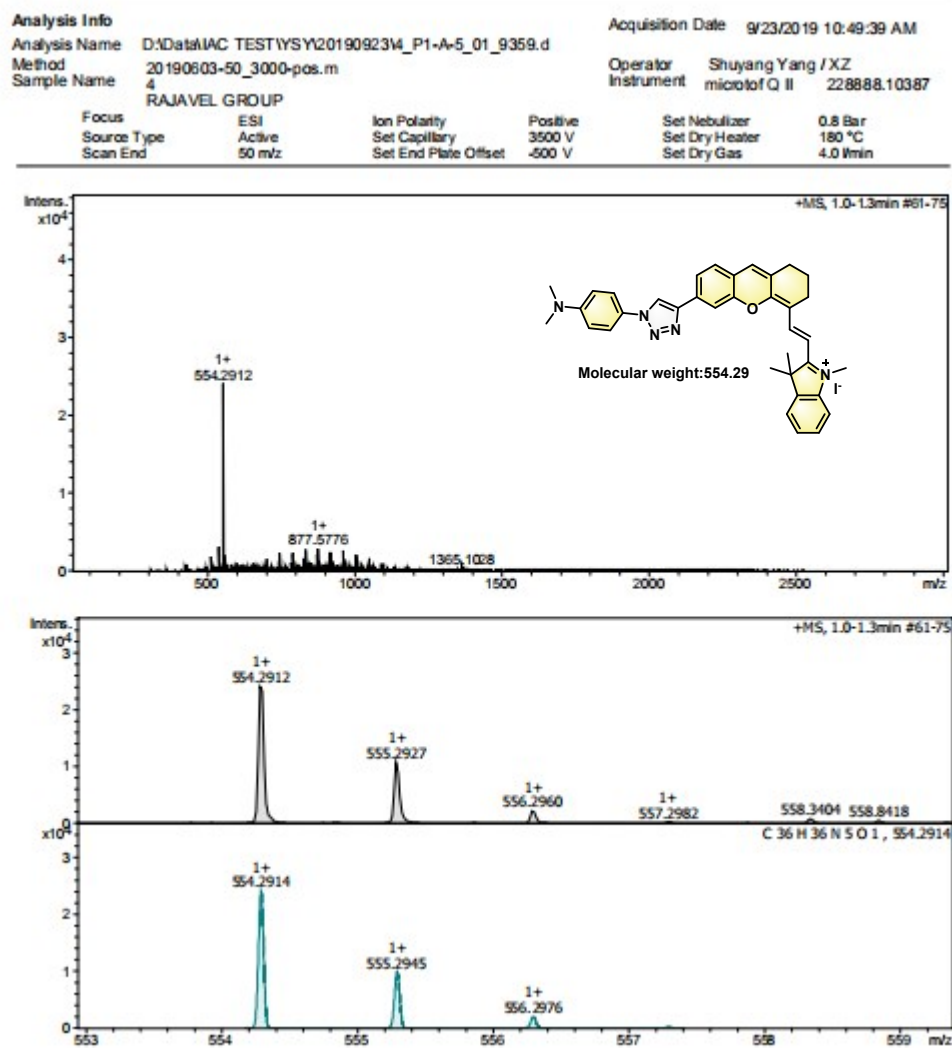 Analysis Info
Acquisition Date 9/23/2019 10:49:39 AM
Analysis Name D:\Data\IAC TEST\YSY\20190923\4_P1-A-5_01_9359.d
Method 20190603-50_3000-pos.m Operator Shuyang Yang / XZ
Sample Name 4 Instrument microtof Q II 228888.10387
RAJAVEL GROUP
Focus ESI Ion Polarity Positive Set Nebulizer 0.8 Bar
Source Type Active Set Capillary 3500 V Set Dry Heater 180 °C
Scan End 50 m/z Set End Plate Offset -500 V Set Dry Gas 4.0 l/min
Intens. +MS, 1.0-1.3min #61-75
x10⁴
4
3
2
1
0
1+
554.2912
1+
877.5776
1365.1028
500 1000 1500 2000 2500 m/z
N
N
N
N
O
N
+
I-
Molecular weight:554.29
Intens. +MS, 1.0-1.3min #61-75
x10⁴
3
2
1
0
1+
554.2912
1+
555.2927
1+
556.2960
1+
557.2982
558.3404 558.8418
x10⁴ C 36 H 36 N 5 O 1 , 554.2914
3
2
1
0
1+
554.2914
1+
555.2945
1+
556.2976
553 554 555 556 557 558 559 m/z